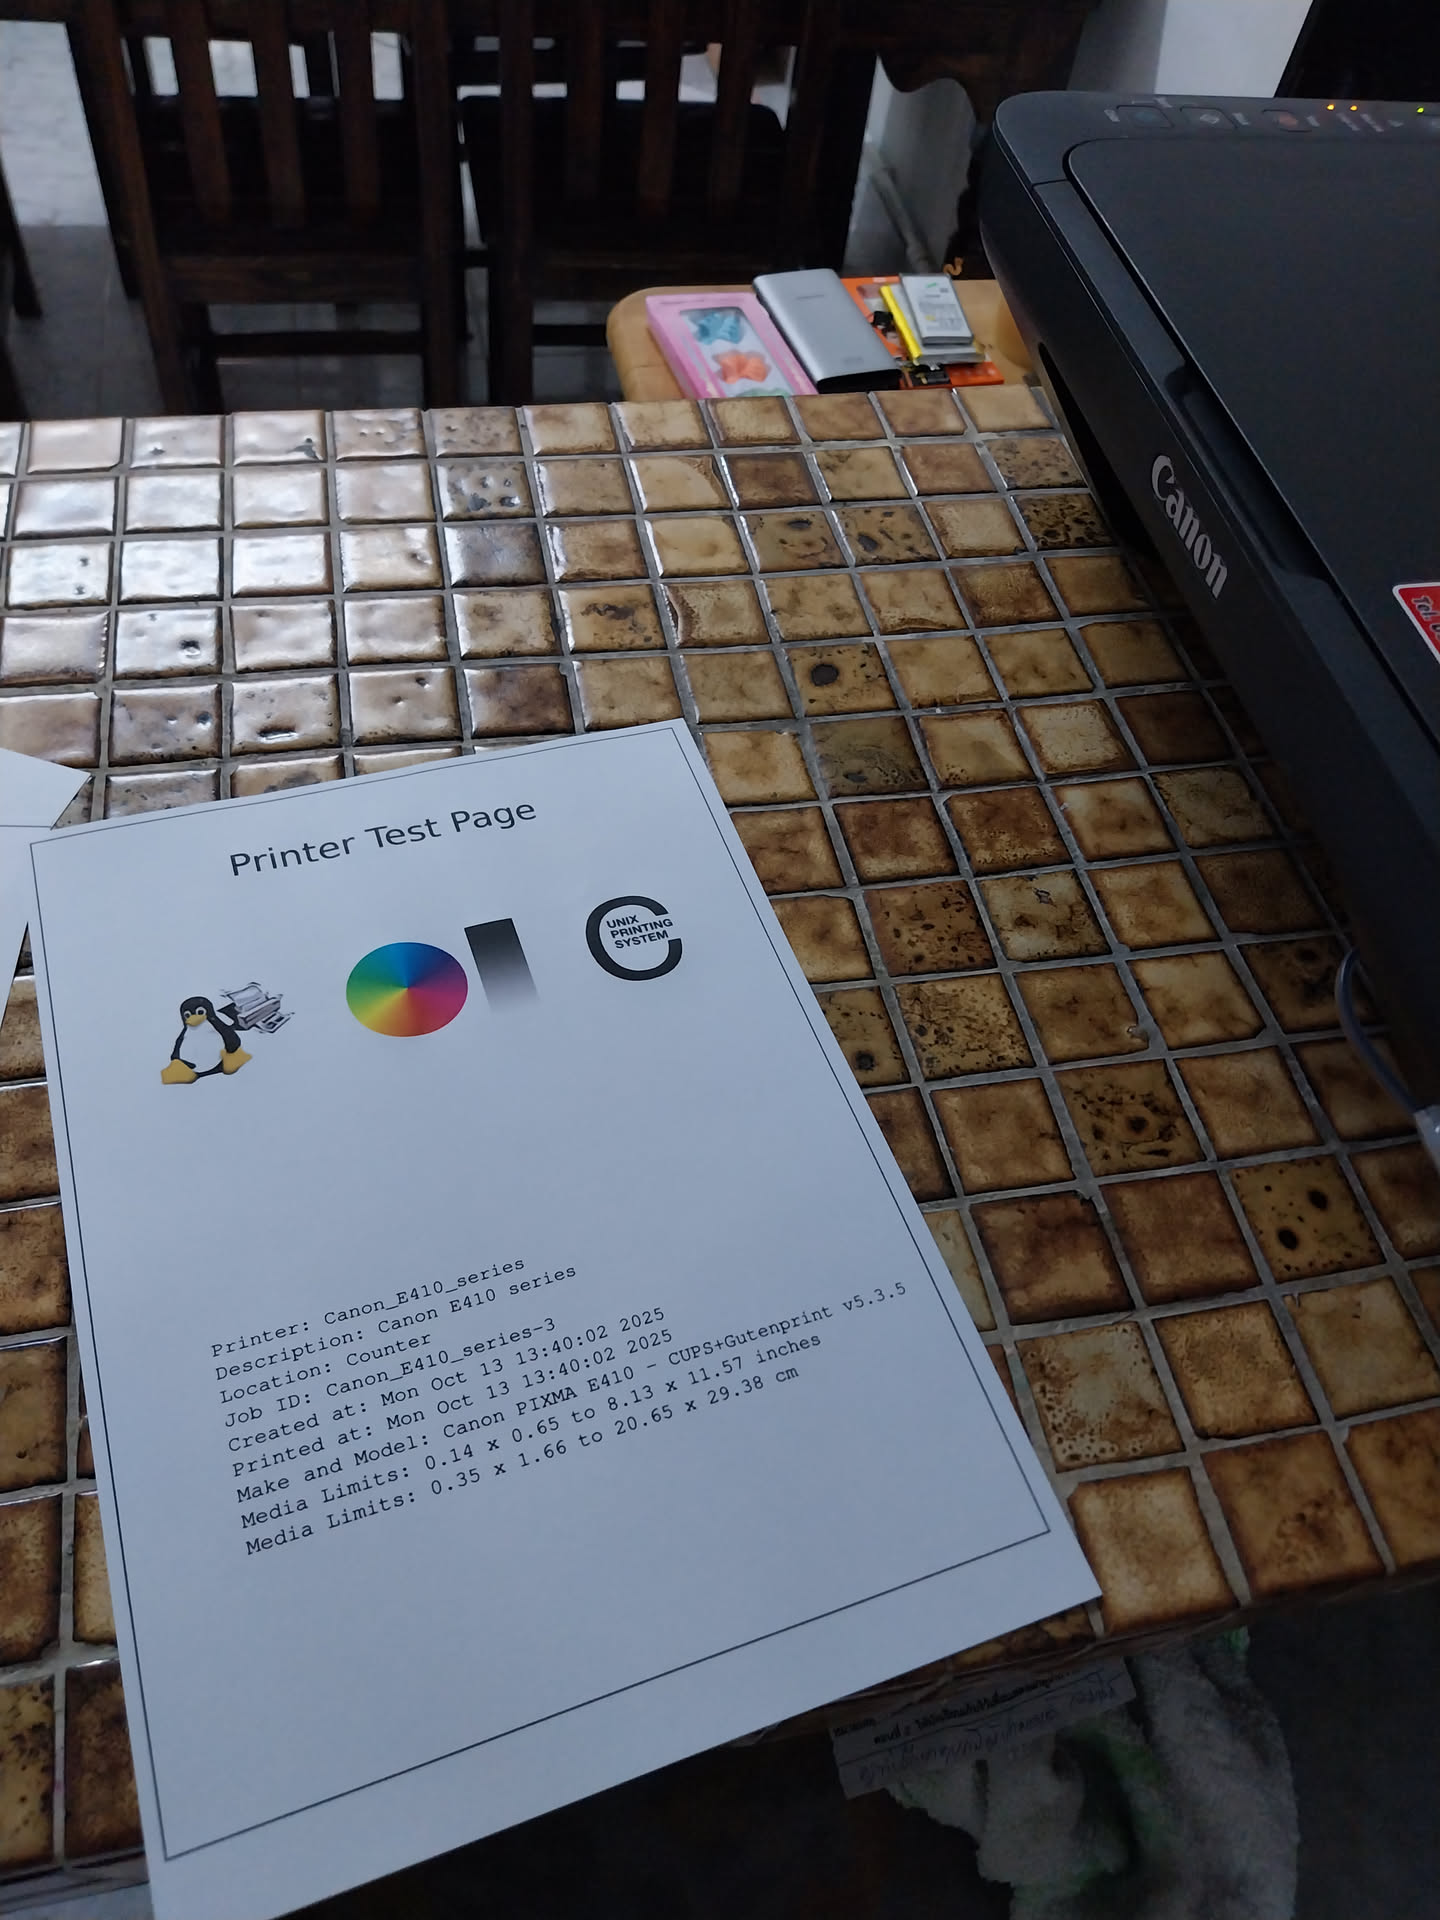 Canon
Printer Test Page
UNIX
PRINTING
SYSTEM
Printer: Canon_E410_series
Description: Canon E410 series
Location: Counter
Job ID: Canon_E410_series-3
Created at: Mon Oct 13 13:40:02 2025
Printed at: Mon Oct 13 13:40:02 2025
Make and Model: Canon PIXMA E410 - CUPS+Gutenprint v5.3.5
Media Limits: 0.14 x 0.65 to 8.13 x 11.57 inches
Media Limits: 0.35 x 1.66 to 20.65 x 29.38 cm